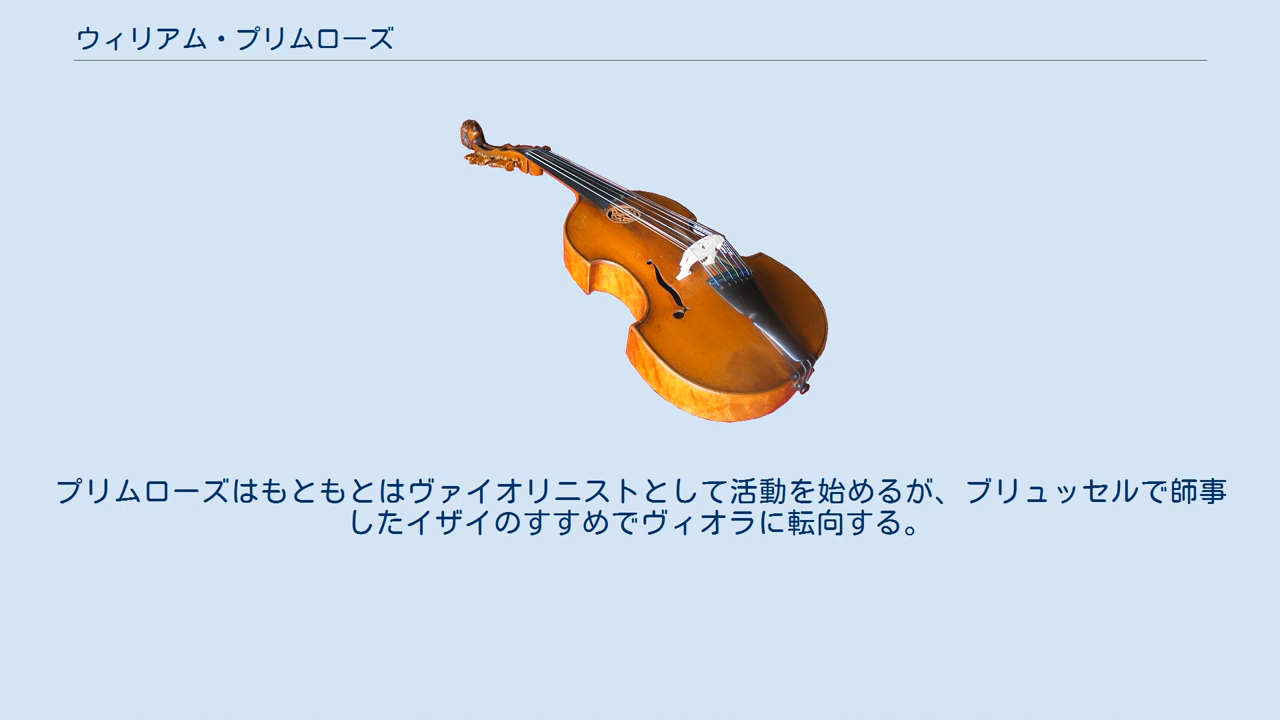 ウィリアム・プリムローズ
プリムローズはもともとはヴァイオリニストとして活動を始めるが、ブリュッセルで師事
したイザイのすすめでヴィオラに転向する。